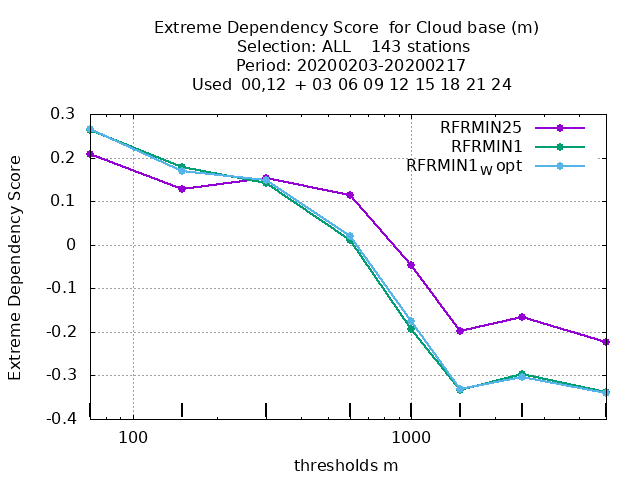 Extreme Dependency Score  for Cloud base (m)
Selection: ALL    143 stations
Period: 20200203-20200217
Used  00,12  + 03 06 09 12 15 18 21 24
RFRMIN25
RFRMIN1
RFRMIN1w opt
Extreme Dependency Score
0.3
0.2
0.1
0
-0.1
-0.2
-0.3
-0.4
100 1000
thresholds m